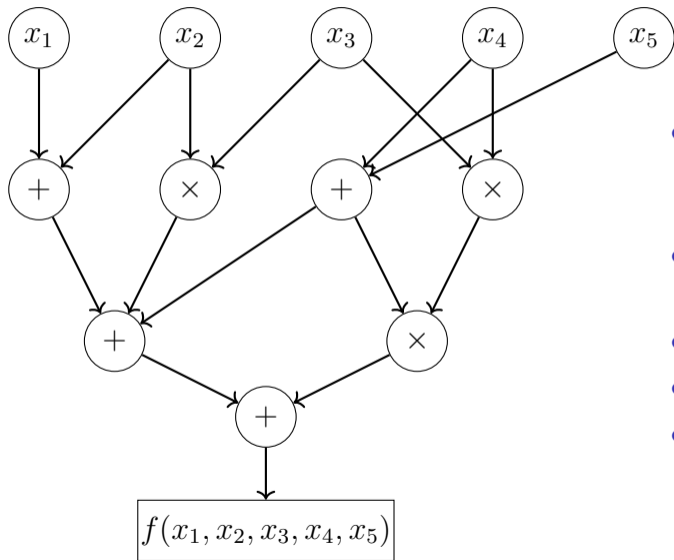 x₁ x₂ x₃ x₄ x₅
+ × + ×
+ ×
+
f(x₁, x₂, x₃, x₄, x₅)